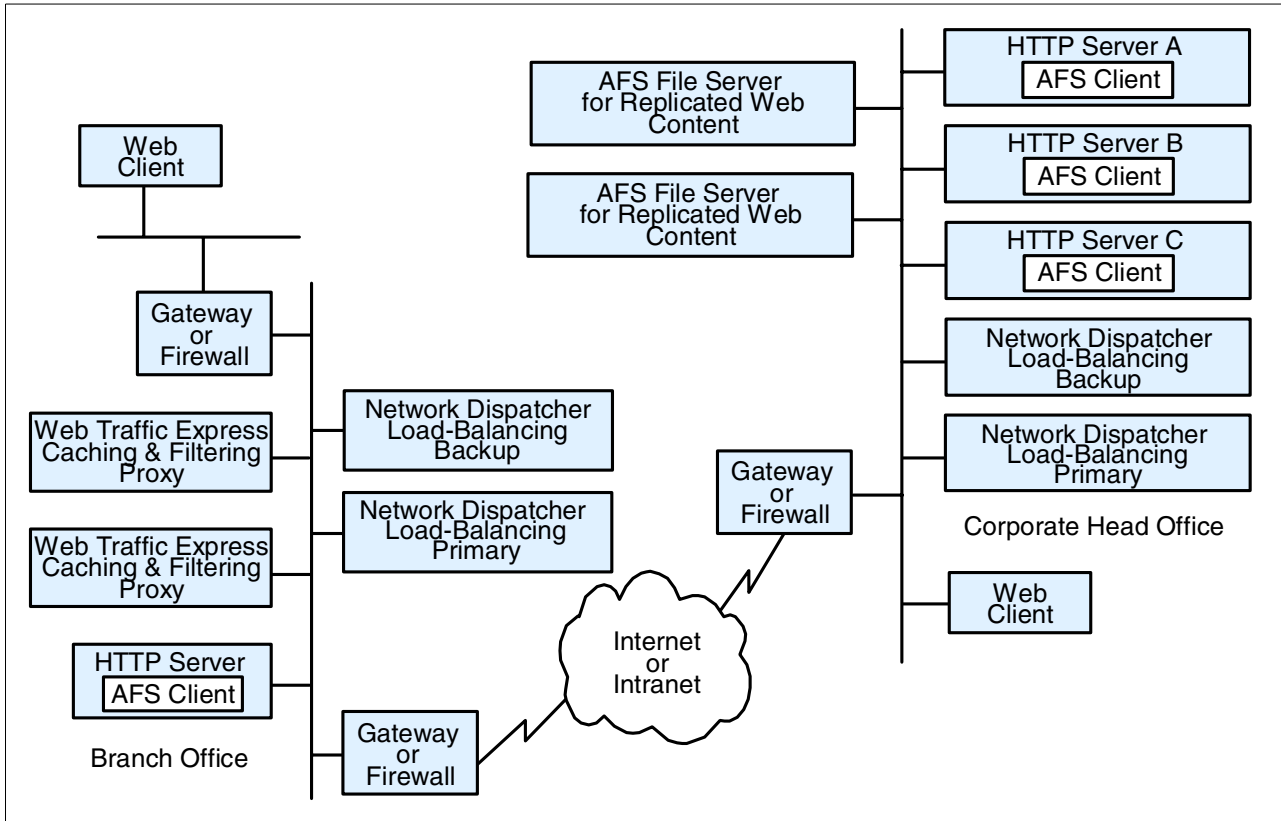 Web
Client
Gateway
or
Firewall
Web Traffic Express
Caching & Filtering
Proxy
Web Traffic Express
Caching & Filtering
Proxy
HTTP Server
AFS Client
Branch Office
Network Dispatcher
Load-Balancing
Backup
Network Dispatcher
Load-Balancing
Primary
Gateway
or
Firewall
Internet
or
Intranet
AFS File Server
for Replicated Web
Content
AFS File Server
for Replicated Web
Content
Gateway
or
Firewall
HTTP Server A
AFS Client
HTTP Server B
AFS Client
HTTP Server C
AFS Client
Network Dispatcher
Load-Balancing
Backup
Network Dispatcher
Load-Balancing
Primary
Corporate Head Office
Web
Client